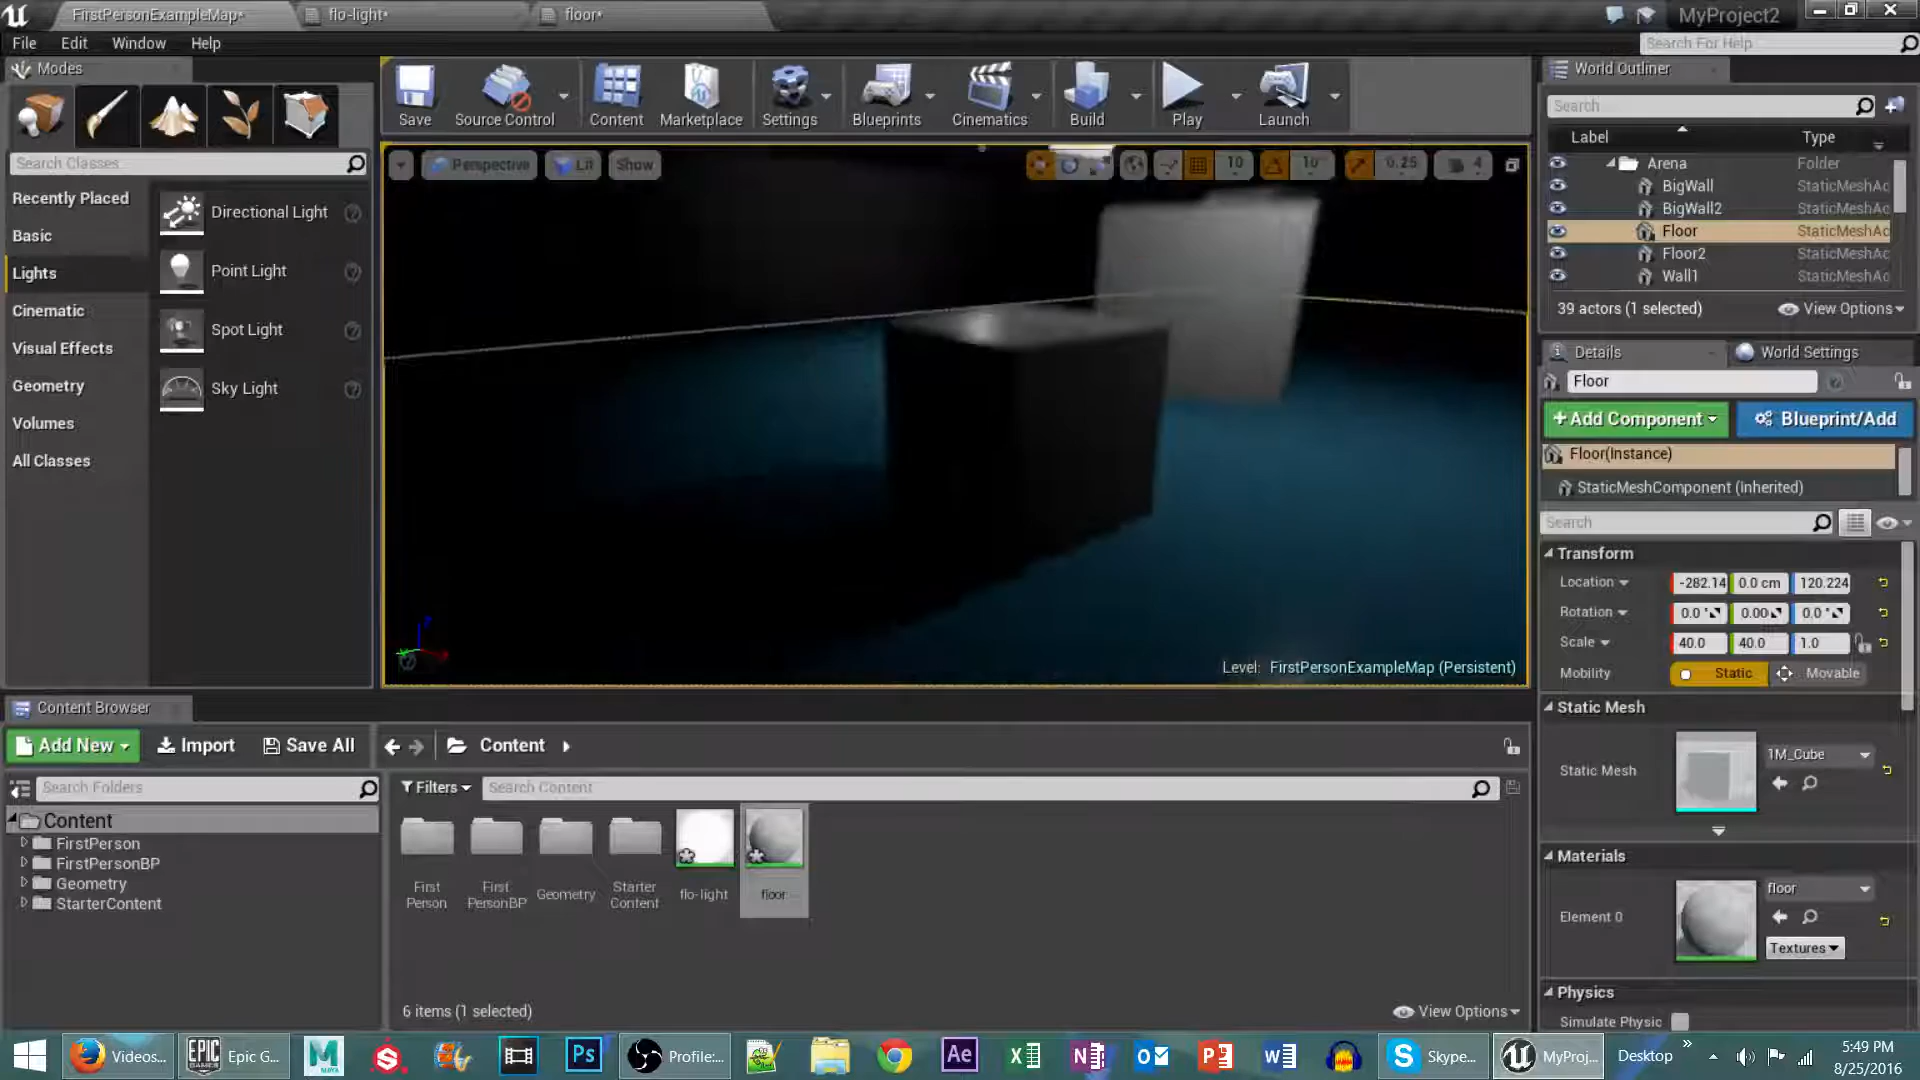 FirstPersonExampleMap*
flo-light*
floor*
MyProject2
File
Edit
Window
Help
Search For Help
Modes
Search Classes
Recently Placed
Basic
Lights
Cinematic
Visual Effects
Geometry
Volumes
All Classes
Directional Light
Point Light
Spot Light
Sky Light
Save
Source Control
Content
Marketplace
Settings
Blueprints
Cinematics
Build
Play
Launch
Perspective
Lit
Show
10
10°
0.25
4
Level: FirstPersonExampleMap (Persistent)
World Outliner
Search
Label
Type
Arena
Folder
BigWall
StaticMeshAc
BigWall2
StaticMeshAc
Floor
StaticMeshAc
Floor2
StaticMeshAc
Wall1
StaticMeshAc
39 actors (1 selected)
View Options
Details
World Settings
Floor
+Add Component
Blueprint/Add
Floor(Instance)
StaticMeshComponent (Inherited)
Search
Transform
Location
-282.14
0.0 cm
120.224
Rotation
0.0 °
0.00
0.0 °
Scale
40.0
40.0
1.0
Mobility
Static
Movable
Static Mesh
Static Mesh
1M_Cube
Materials
Element 0
floor
Textures
Physics
Simulate Physic
Content Browser
Add New
Import
Save All
Content
Search Folders
Filters
Search Content
Content
FirstPerson
FirstPersonBP
Geometry
StarterContent
First
Person
First
PersonBP
Geometry
Starter
Content
flo-light
floor
6 items (1 selected)
View Options
Videos...
EPIC
GAMES
Epic G...
MAYA
Ps
Profile:...
Ae
Skype...
MyProj...
Desktop
»
5:49 PM
8/25/2016